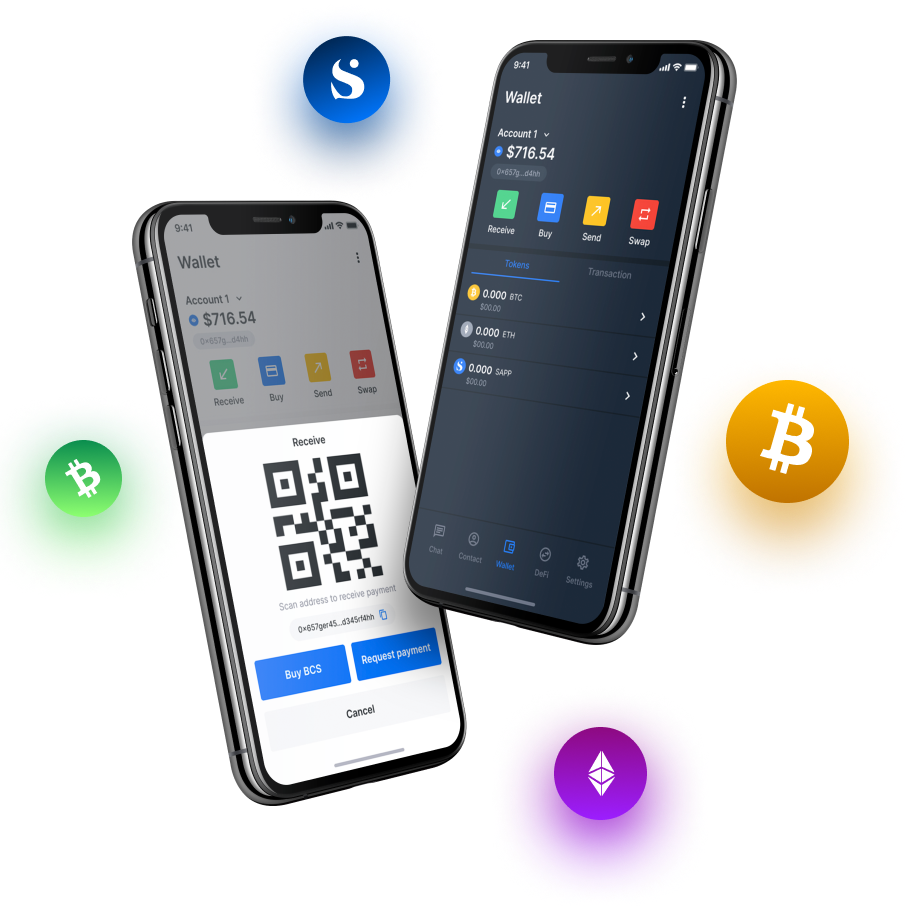 9:41
Wallet
Account 1
$716.54
0×657g...d4hh
Receive
Buy
Send
Swap
Tokens
Transaction
0.000 BTC
$00.00
0.000 ETH
$00.00
0.000 SAPP
$00.00
Chat
Contact
Wallet
DeFi
Settings
9:41
Wallet
Account 1
$716.54
0×657g...d4hh
Receive
Buy
Send
Swap
Receive
Scan address to receive payment
0×657ger45...d345rf4hh
Buy BCS
Request payment
Cancel